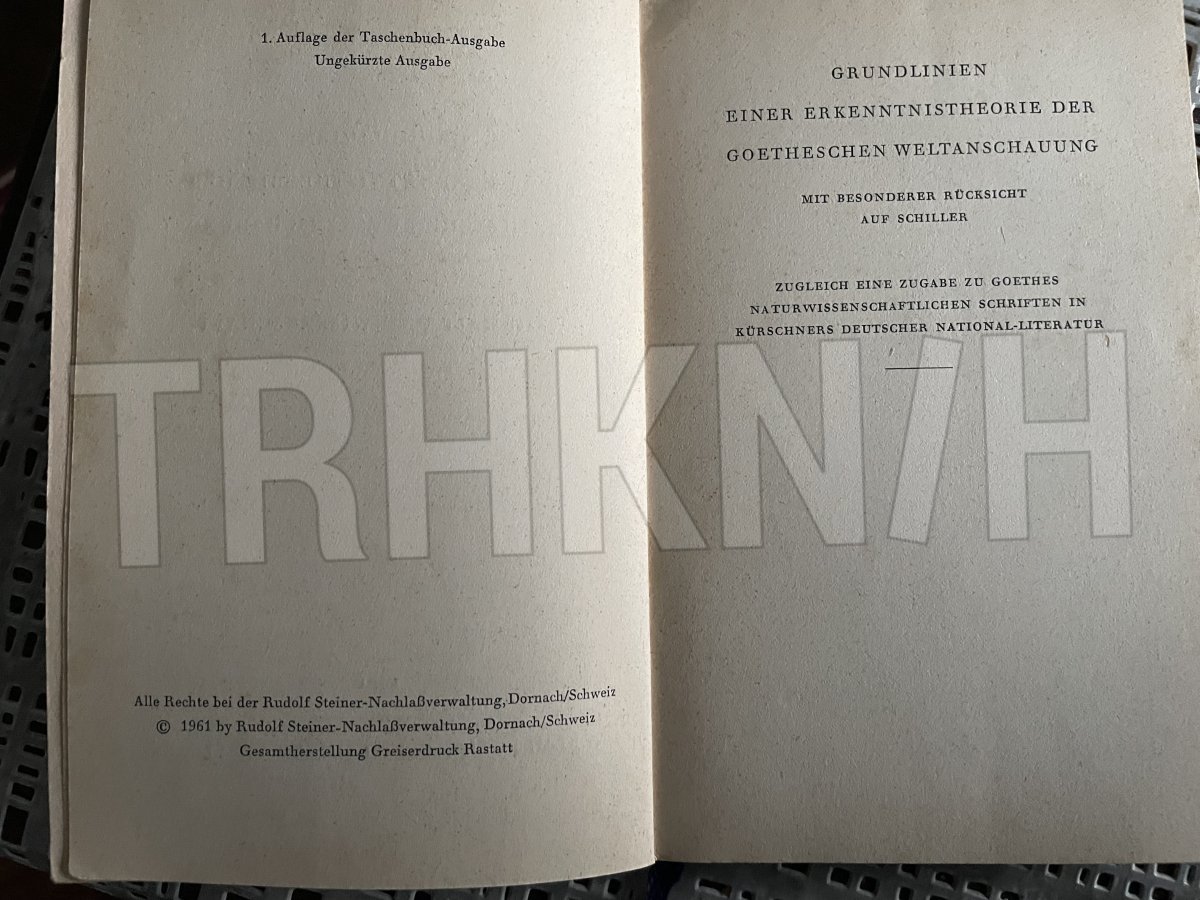 1. Auflage der Taschenbuch-Ausgabe
Ungekürzte Ausgabe
Alle Rechte bei der Rudolf Steiner-Nachlaßverwaltung, Dornach/Schweiz
© 1961 by Rudolf Steiner-Nachlaßverwaltung, Dornach/Schweiz
Gesamtherstellung Greiserdruck Rastatt
GRUNDLINIEN
EINER ERKENNTNISTHEORIE DER
GOETHESCHEN WELTANSCHAUUNG
MIT BESONDERER RÜCKSICHT
AUF SCHILLER
ZUGLEICH EINE ZUGABE ZU GOETHES
NATURWISSENSCHAFTLICHEN SCHRIFTEN IN
KÜRSCHNERS DEUTSCHER NATIONAL-LITERATUR
TRHKN/H